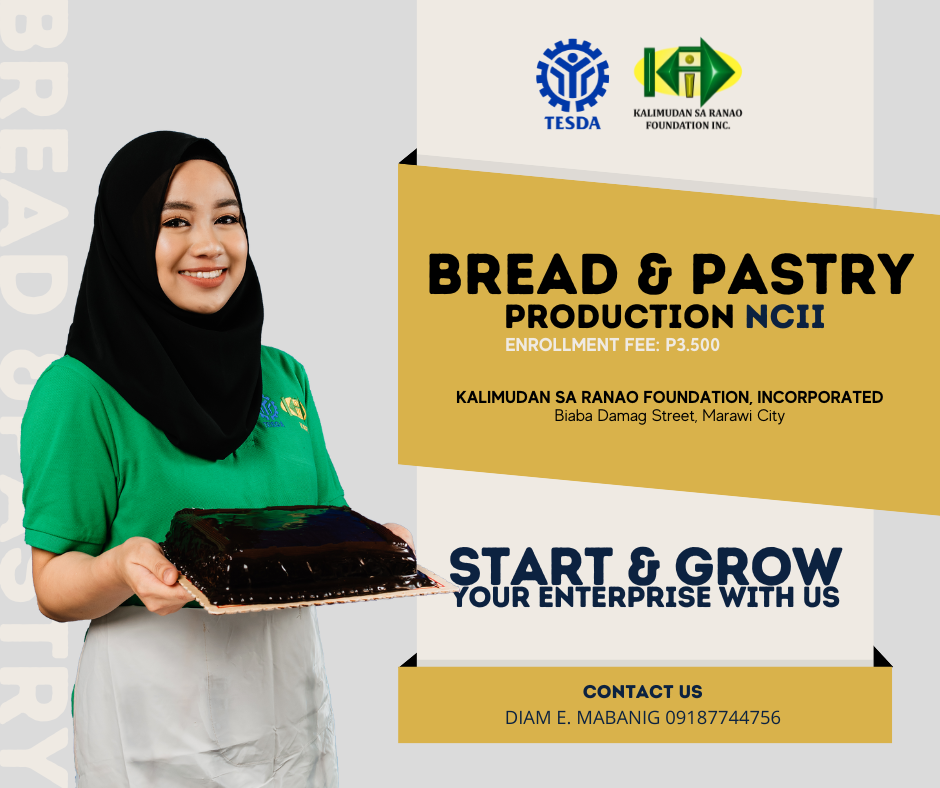 BREAD & PASTRY
TESDA
KALIMUDAN SA RANAO
FOUNDATION INC.
BREAD & PASTRY
PRODUCTION NCII
ENROLLMENT FEE: P3.500
KALIMUDAN SA RANAO FOUNDATION, INCORPORATED
Biaba Damag Street, Marawi City
TESDA
START & GROW
YOUR ENTERPRISE WITH US
CONTACT US
DIAM E. MABANIG 09187744756